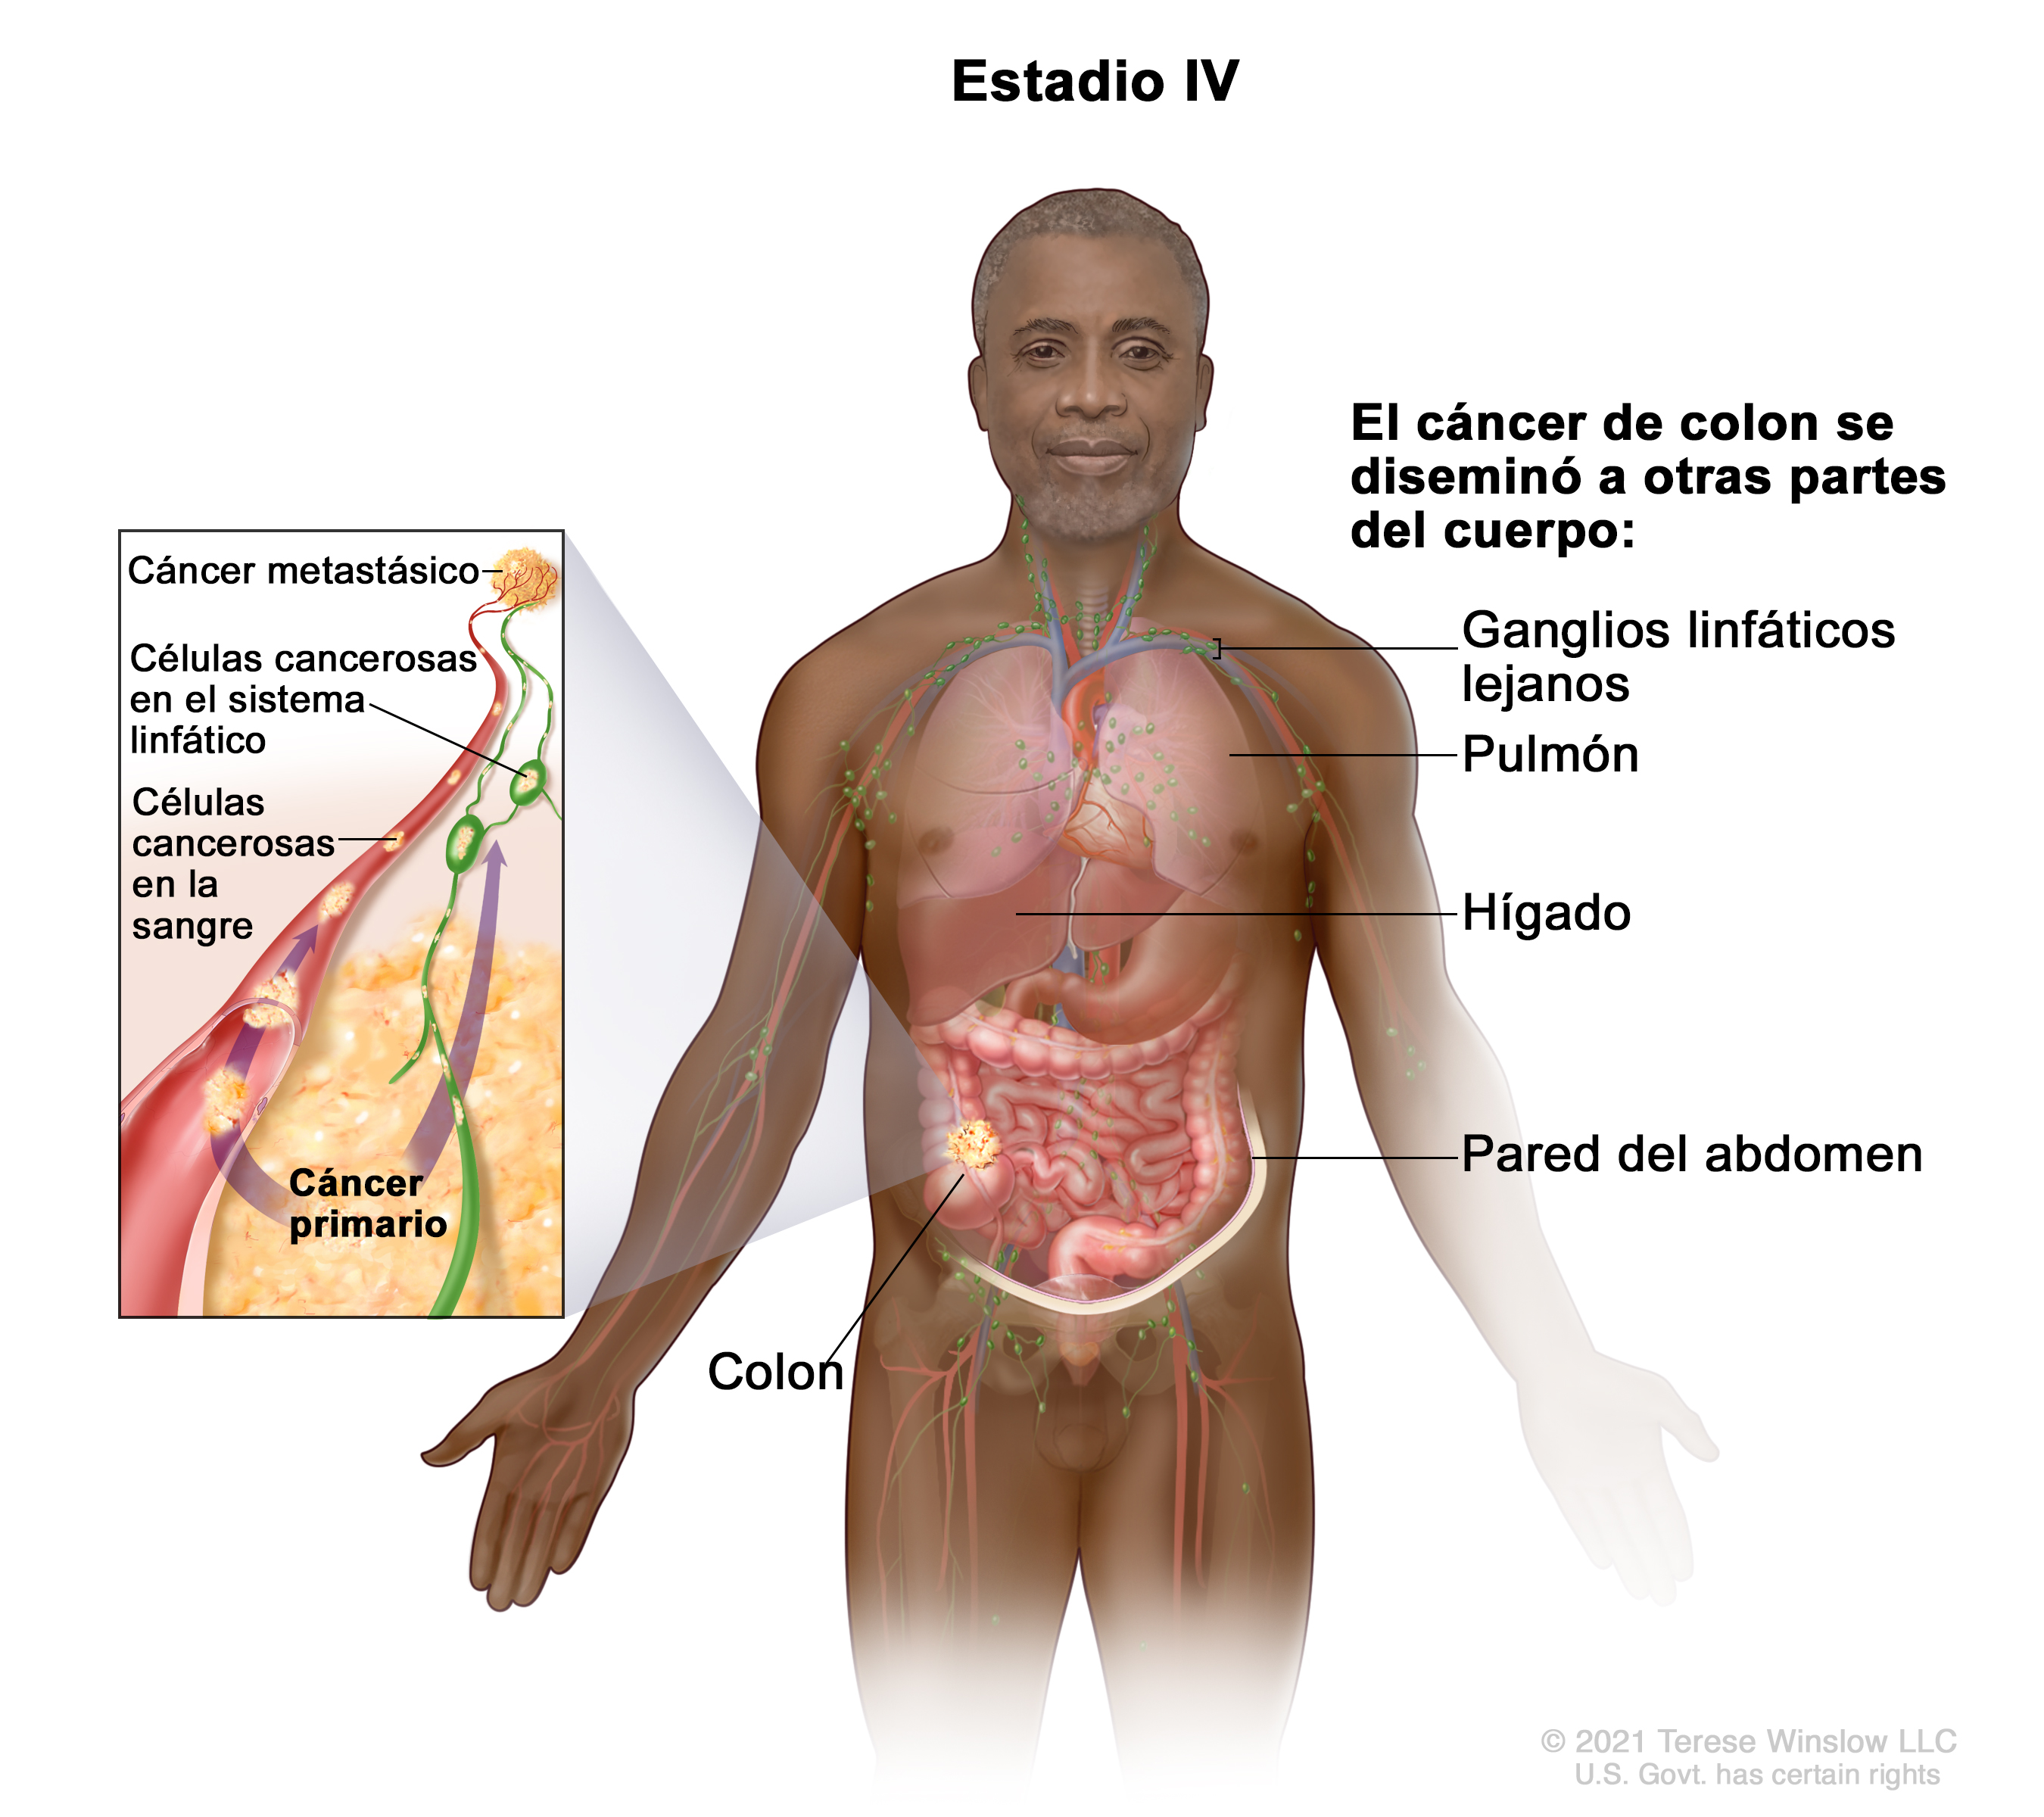 Estadio IV
El cáncer de colon se
diseminó a otras partes
del cuerpo:
Cáncer metastásico
Células cancerosas
en el sistema
linfático
Células
cancerosas
en la
sangre
Cáncer
primario
Ganglios linfáticos
lejanos
Pulmón
Hígado
Pared del abdomen
Colon
© 2021 Terese Winslow LLC
U.S. Govt. has certain rights